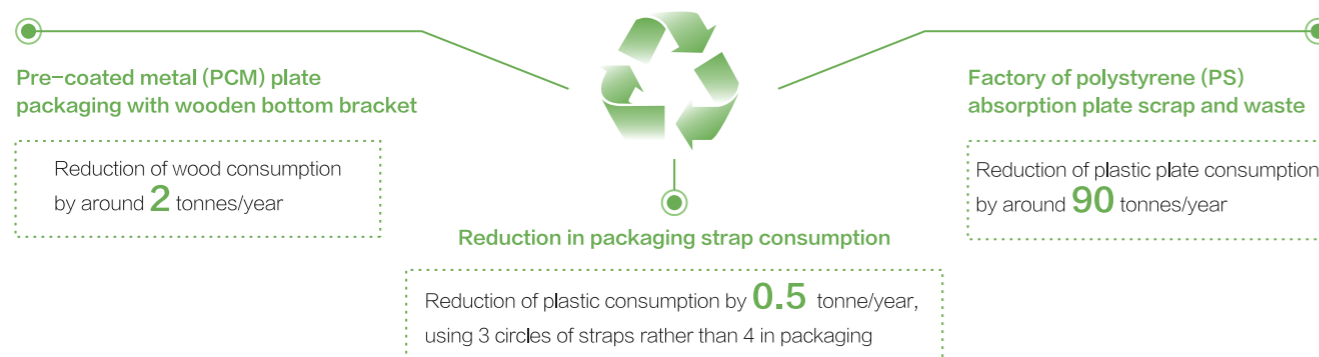 Pre-coated metal (PCM) plate
packaging with wooden bottom bracket
Reduction of wood consumption
by around 2 tonnes/year
Reduction in packaging strap consumption
Reduction of plastic consumption by 0.5 tonne/year,
using 3 circles of straps rather than 4 in packaging
Factory of polystyrene (PS)
absorption plate scrap and waste
Reduction of plastic plate consumption
by around 90 tonnes/year